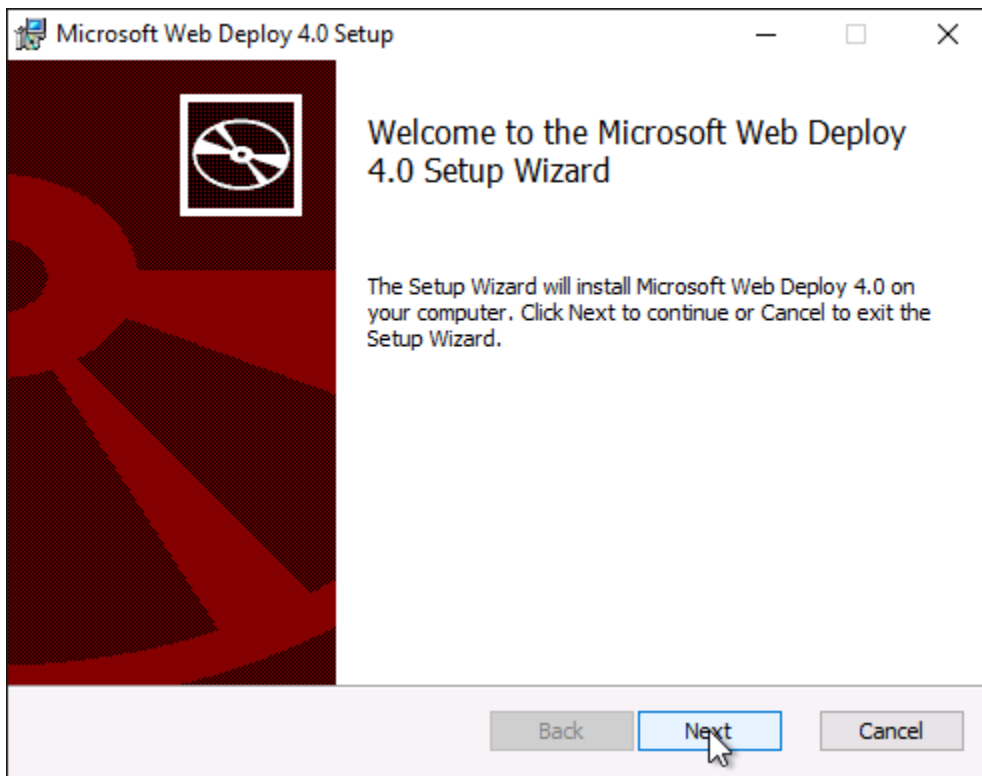 Microsoft Web Deploy 4.0 Setup
Welcome to the Microsoft Web Deploy
4.0 Setup Wizard
The Setup Wizard will install Microsoft Web Deploy 4.0 on
your computer. Click Next to continue or Cancel to exit the
Setup Wizard.
Back Next Cancel